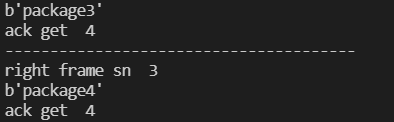 b'package3'
ack get  4
---------------------------------------
right frame sn  3
b'package4'
ack get  4